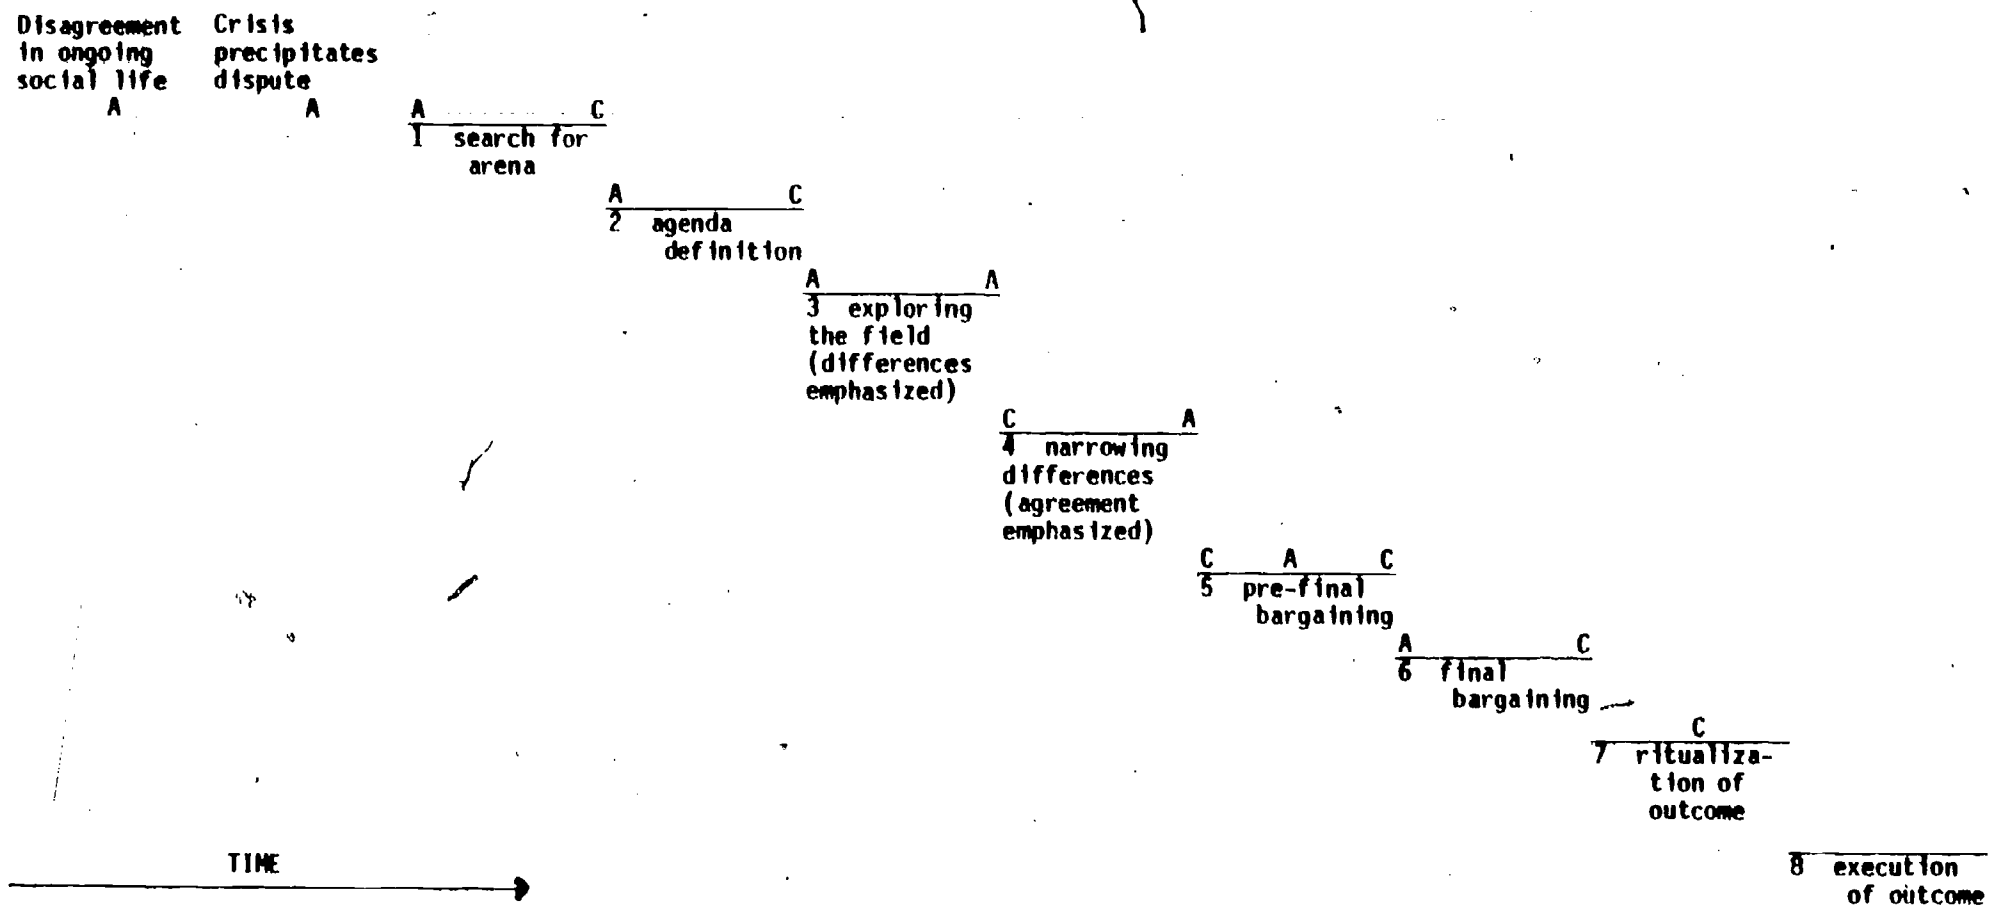 Disagreement
in ongoing
social life
A
Crisis
precipitates
dispute
A
A C
1 search for
arena
A C
2 agenda
definition
A A
3 exploring
the field
(differences
emphasized)
C A
4 narrowing
differences
(agreement
emphasized)
C A C
5 pre-final
bargaining
A C
6 final
bargaining
C
7 ritualiza-
tion of
outcome
8 execution
of outcome
TIME